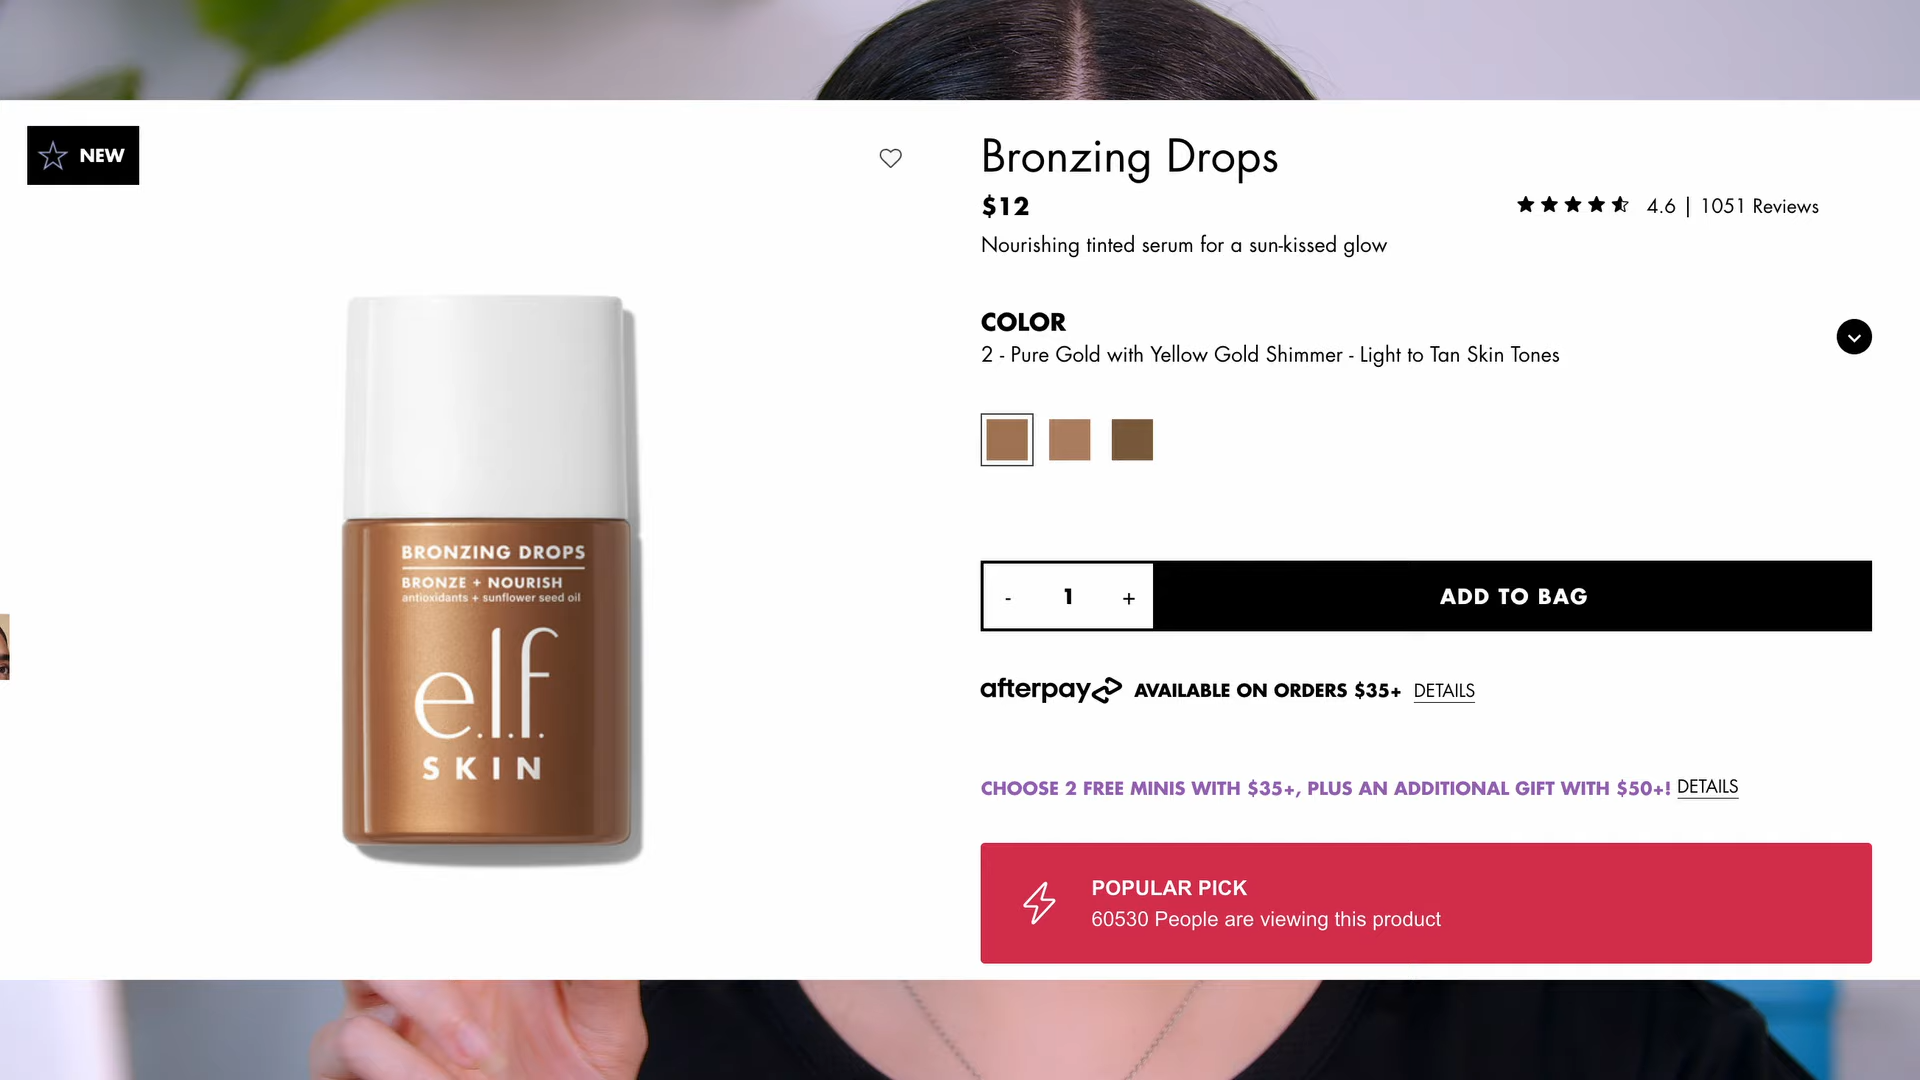 NEW
Bronzing Drops
$12
4.6 | 1051 Reviews
Nourishing tinted serum for a sun-kissed glow
COLOR
2 - Pure Gold with Yellow Gold Shimmer - Light to Tan Skin Tones
BRONZING DROPS
BRONZE + NOURISH
antioxidants + sunflower seed oil
e.l.f.
SKIN
- 1 +
ADD TO BAG
afterpay AVAILABLE ON ORDERS $35+ DETAILS
CHOOSE 2 FREE MINIS WITH $35+, PLUS AN ADDITIONAL GIFT WITH $50+! DETAILS
POPULAR PICK
60530 People are viewing this product